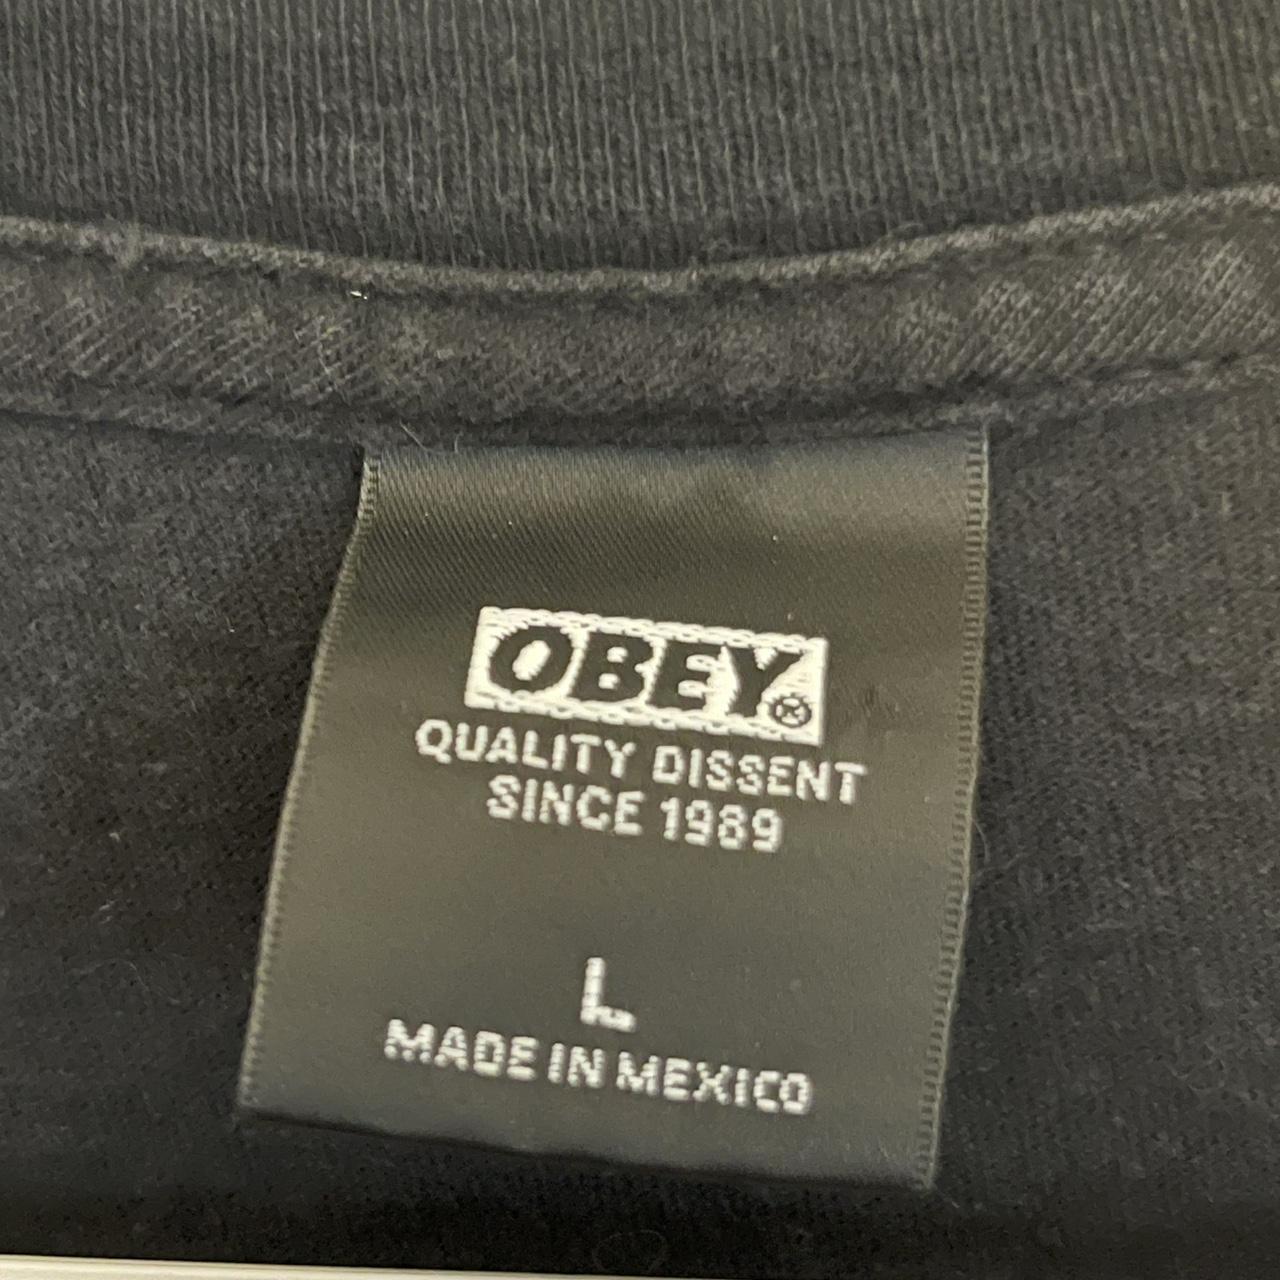 OBEY®
QUALITY DISSENT
SINCE 1989
L
MADE IN MEXICO